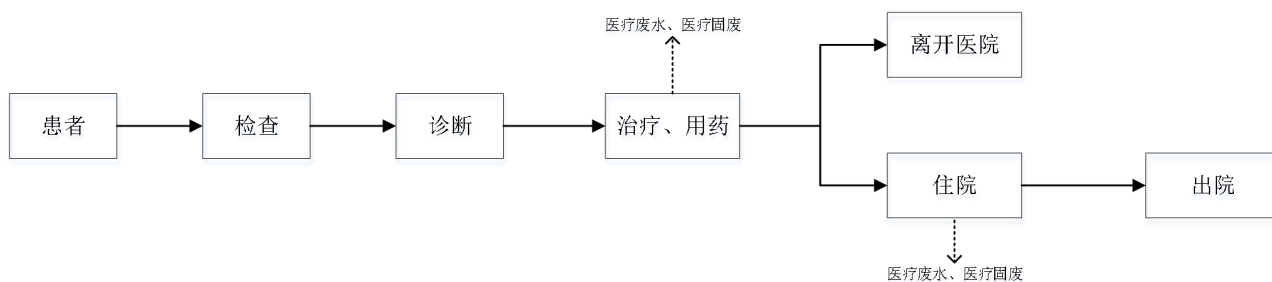 医疗废水、医疗固废
离开医院
患者
检查
诊断
治疗、用药
住院
出院
医疗废水、医疗固废